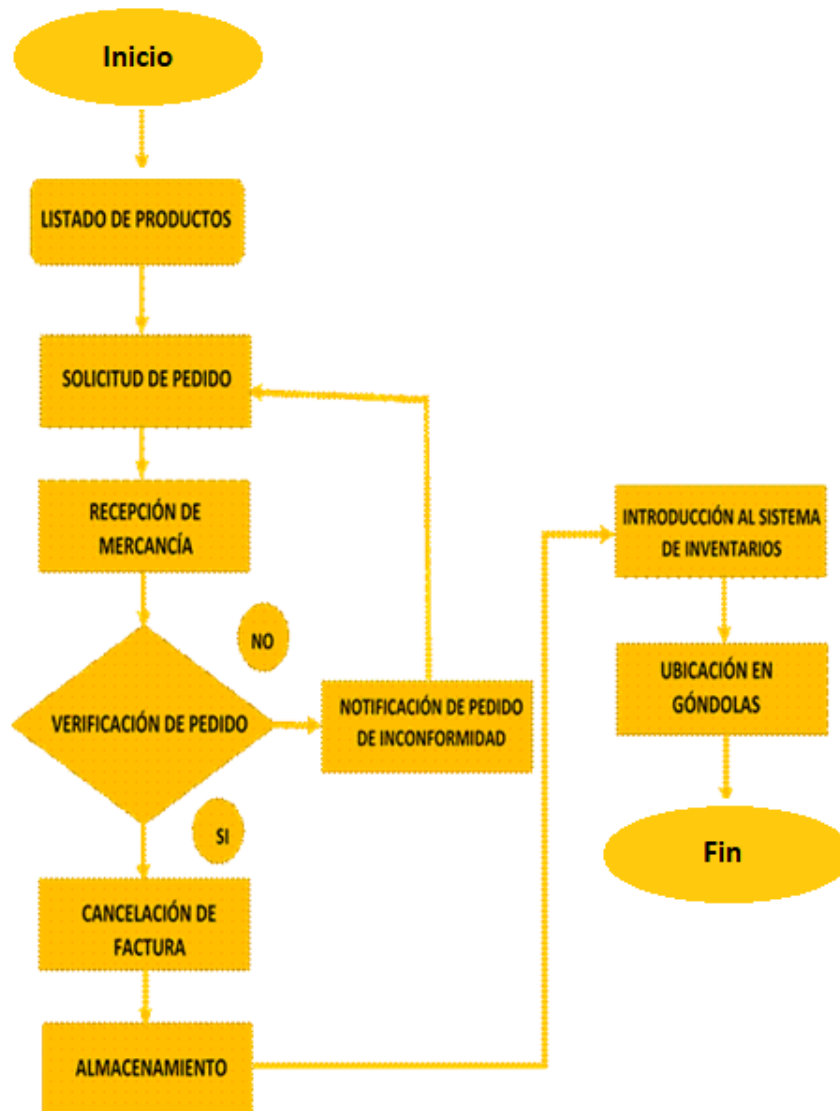 Inicio
LISTADO DE PRODUCTOS
SOLICITUD DE PEDIDO
RECEPCIÓN DE
MERCANCÍA
NO
VERIFICACIÓN DE PEDIDO
NOTIFICACIÓN DE PEDIDO
DE INCONFORMIDAD
SI
CANCELACIÓN DE
FACTURA
ALMACENAMIENTO
INTRODUCCIÓN AL SISTEMA
DE INVENTARIOS
UBICACIÓN EN
GÓNDOLAS
Fin